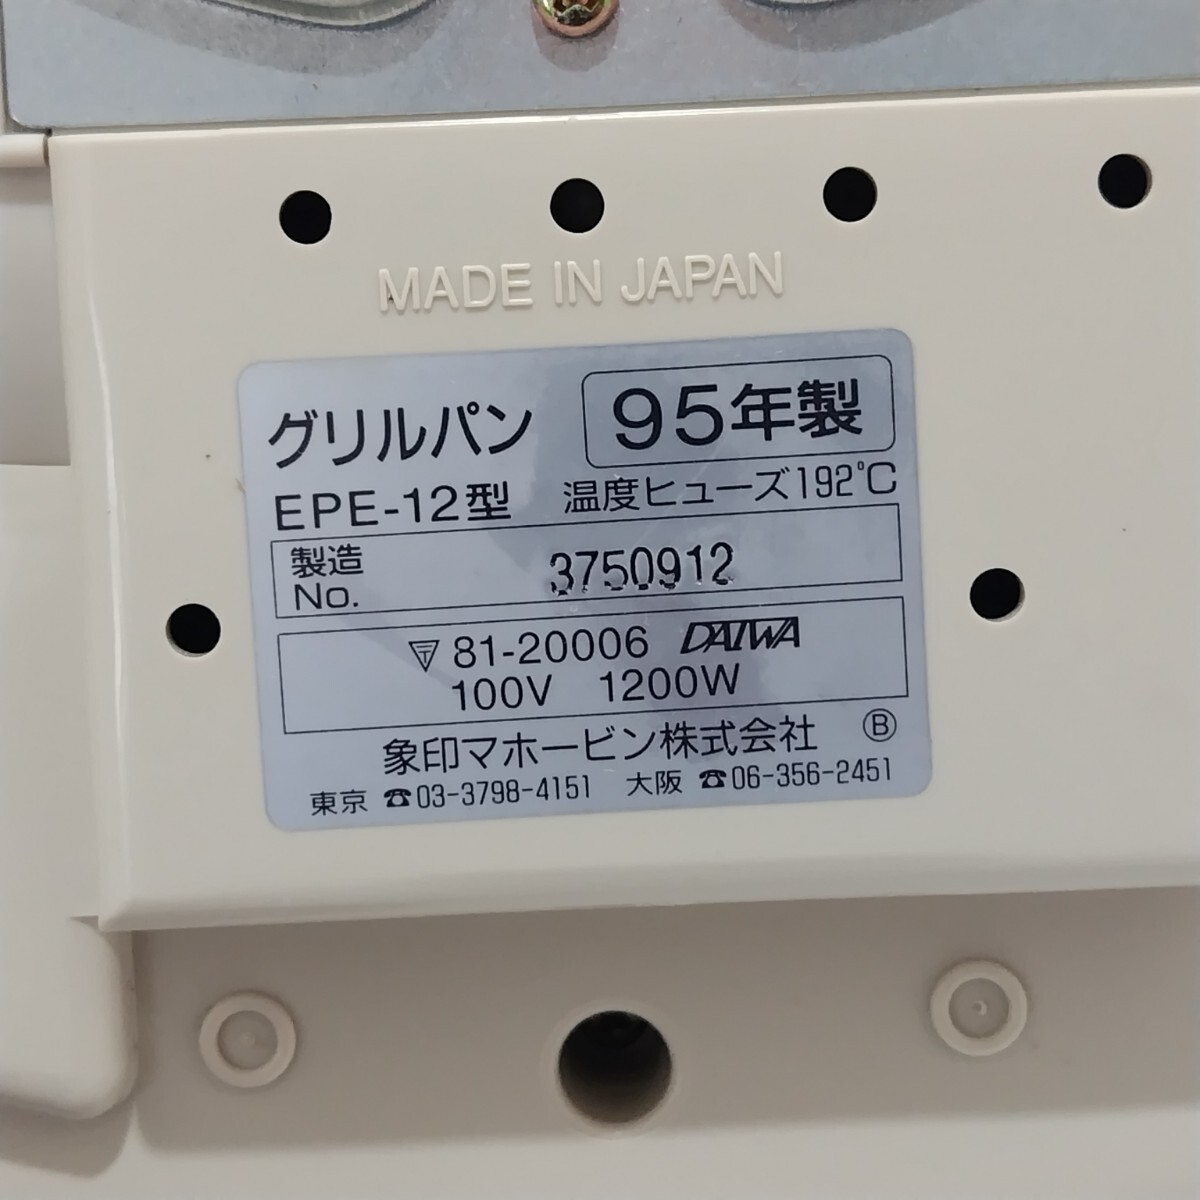 MADE IN JAPAN
グリルパン 95年製
EPE-12型 温度ヒューズ192℃
製造
No. 3750912
81-20006 DAIWA
100V 1200W
象印マホービン株式会社 Ⓑ
東京 ☎03-3798-4151 大阪 ☎06-356-2451